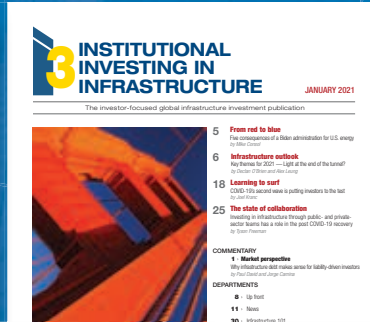 3
INSTITUTIONAL
INVESTING IN
INFRASTRUCTURE
JANUARY 2021
The investor-focused global infrastructure investment publication
5 From red to blue
Five consequences of a Biden administration for U.S. energy
by Mike Consol
6 Infrastructure outlook
Key themes for 2021 — Light at the end of the tunnel?
by Declan O'Brien and Alex Leung
18 Learning to surf
COVID-19's second wave is putting investors to the test
by Joel Kranc
25 The state of collaboration
Investing in infrastructure through public- and private-
sector teams has a role in the post COVID-19 recovery
by Tyson Freeman
COMMENTARY
1 · Market perspective
Why infrastructure debt makes sense for liability-driven investors
by Paul David and Jorge Camina
DEPARTMENTS
8 · Up front
11 · News
30 · Infrastructure 101